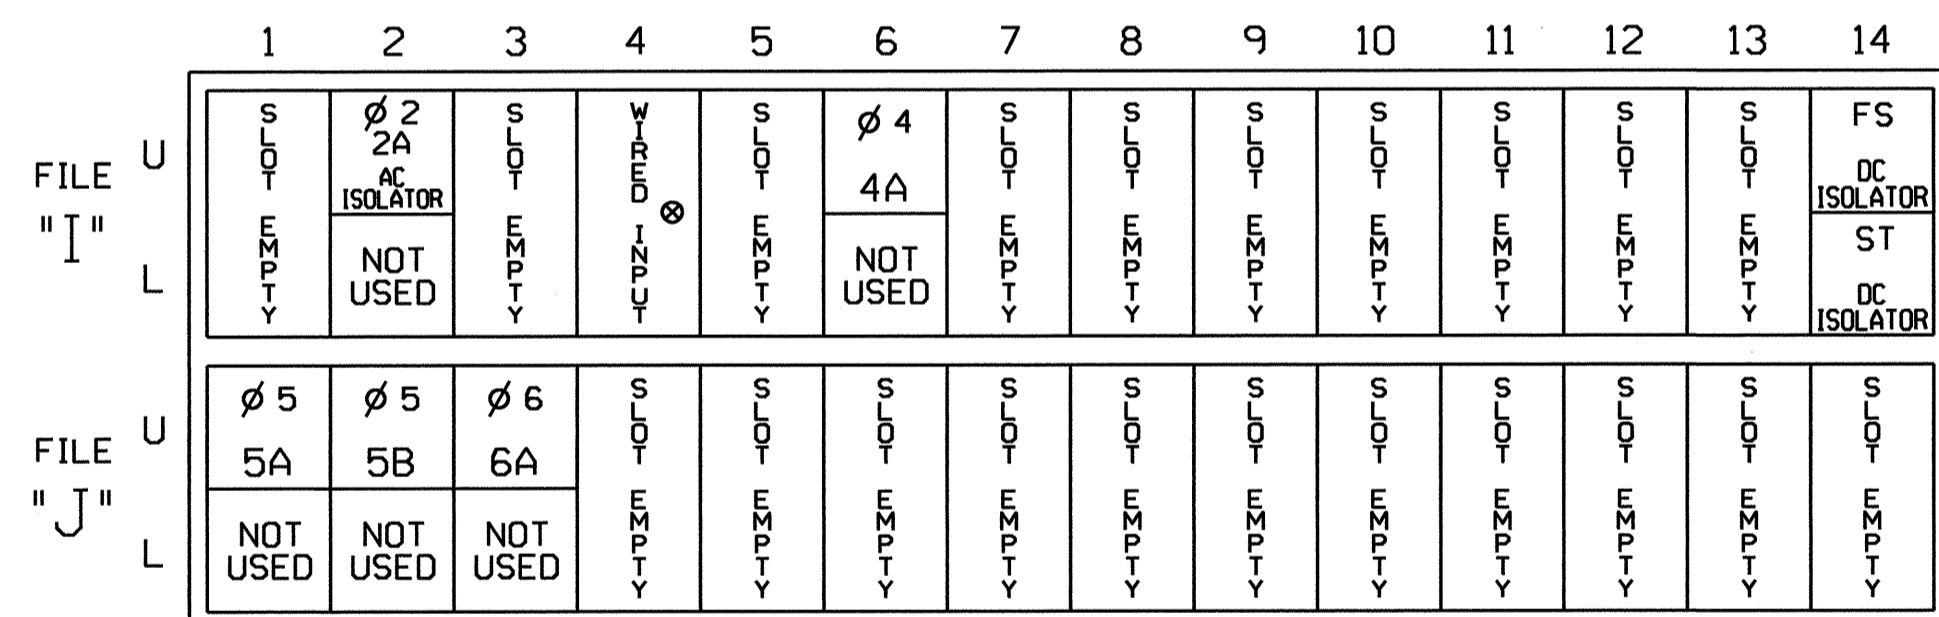 1 2 3 4 5 6 7 8 9 10 11 12 13 14
FILE "I"
U
L
SLOT EMPTY
Ø 2
2A
AC
ISOLATOR
NOT
USED
SLOT EMPTY
WIRED INPUT
⊗
SLOT EMPTY
Ø 4
4A
NOT
USED
SLOT EMPTY
SLOT EMPTY
SLOT EMPTY
SLOT EMPTY
SLOT EMPTY
SLOT EMPTY
SLOT EMPTY
FS
DC
ISOLATOR
ST
DC
ISOLATOR
FILE "J"
U
L
Ø 5
5A
NOT
USED
Ø 5
5B
NOT
USED
Ø 6
6A
NOT
USED
SLOT EMPTY
SLOT EMPTY
SLOT EMPTY
SLOT EMPTY
SLOT EMPTY
SLOT EMPTY
SLOT EMPTY
SLOT EMPTY
SLOT EMPTY
SLOT EMPTY
SLOT EMPTY